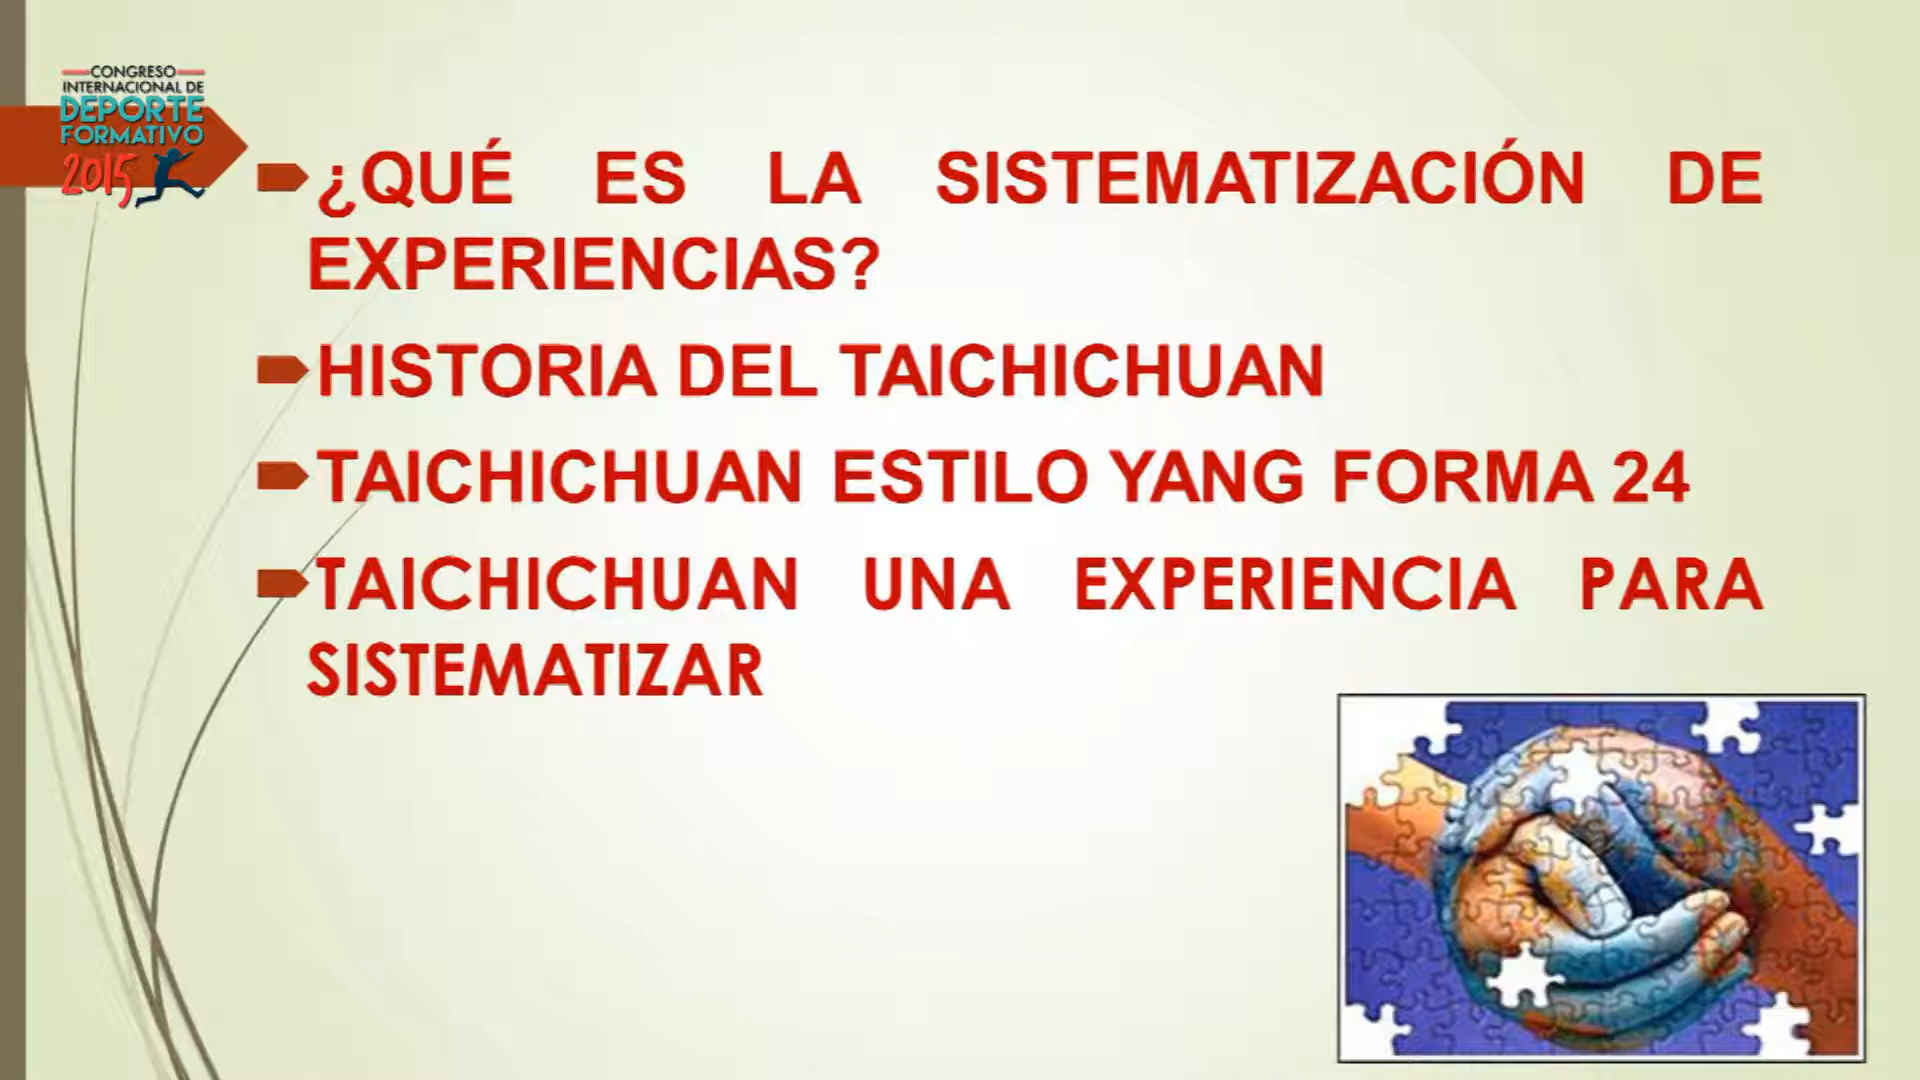 CONGRESO
INTERNACIONAL DE
DEPORTE
FORMATIVO
2015
¿QUÉ ES LA SISTEMATIZACIÓN DE
EXPERIENCIAS?
HISTORIA DEL TAICHICHUAN
TAICHICHUAN ESTILO YANG FORMA 24
TAICHICHUAN UNA EXPERIENCIA PARA
SISTEMATIZAR